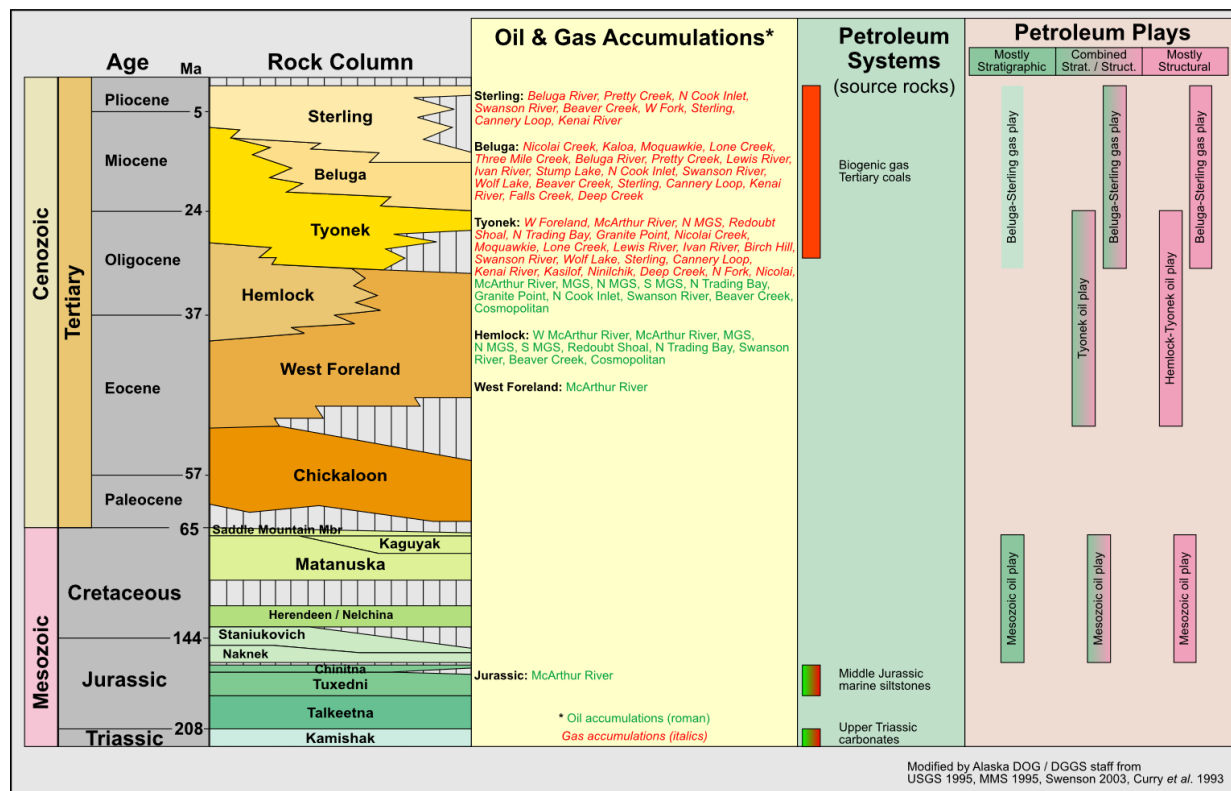 Age
Ma
Rock Column
Oil & Gas Accumulations*
Petroleum
Systems
(source rocks)
Petroleum Plays
Mostly
Stratigraphic
Combined
Strat. / Struct.
Mostly
Structural
Cenozoic
Tertiary
Pliocene
5
Miocene
24
Oligocene
37
Eocene
57
Paleocene
65
Mesozoic
Cretaceous
144
Jurassic
208
Triassic
Sterling
Beluga
Tyonek
Hemlock
West Foreland
Chickaloon
Saddle Mountain Mbr
Kaguyak
Matanuska
Herendeen / Nelchina
Staniukovich
Naknek
Chinitna
Tuxedni
Talkeetna
Kamishak
Sterling: Beluga River, Pretty Creek, N Cook Inlet,
Swanson River, Beaver Creek, W Fork, Sterling,
Cannery Loop, Kenai River
Beluga: Nicolai Creek, Kaloa, Moquawkie, Lone Creek,
Three Mile Creek, Beluga River, Pretty Creek, Lewis River,
Ivan River, Stump Lake, N Cook Inlet, Swanson River,
Wolf Lake, Beaver Creek, Sterling, Cannery Loop, Kenai
River, Falls Creek, Deep Creek
Tyonek: W Foreland, McArthur River, N MGS, Redoubt
Shoal, N Trading Bay, Granite Point, Nicolai Creek,
Moquawkie, Lone Creek, Lewis River, Ivan River, Birch Hill,
Swanson River, Wolf Lake, Sterling, Cannery Loop,
Kenai River, Kasilof, Ninilchik, Deep Creek, N Fork, Nicolai,
McArthur River, MGS, N MGS, S MGS, N Trading Bay,
Granite Point, N Cook Inlet, Swanson River, Beaver Creek,
Cosmopolitan
Hemlock: W McArthur River, McArthur River, MGS,
N MGS, S MGS, Redoubt Shoal, N Trading Bay, Swanson
River, Beaver Creek, Cosmopolitan
West Foreland: McArthur River
Jurassic: McArthur River
* Oil accumulations (roman)
Gas accumulations (italics)
Biogenic gas
Tertiary coals
Middle Jurassic
marine siltstones
Upper Triassic
carbonates
Beluga-Sterling gas play
Tyonek oil play
Beluga-Sterling gas play
Hemlock-Tyonek oil play
Beluga-Sterling gas play
Mesozoic oil play
Mesozoic oil play
Mesozoic oil play
Modified by Alaska DOG / DGGS staff from
USGS 1995, MMS 1995, Swenson 2003, Curry et al. 1993